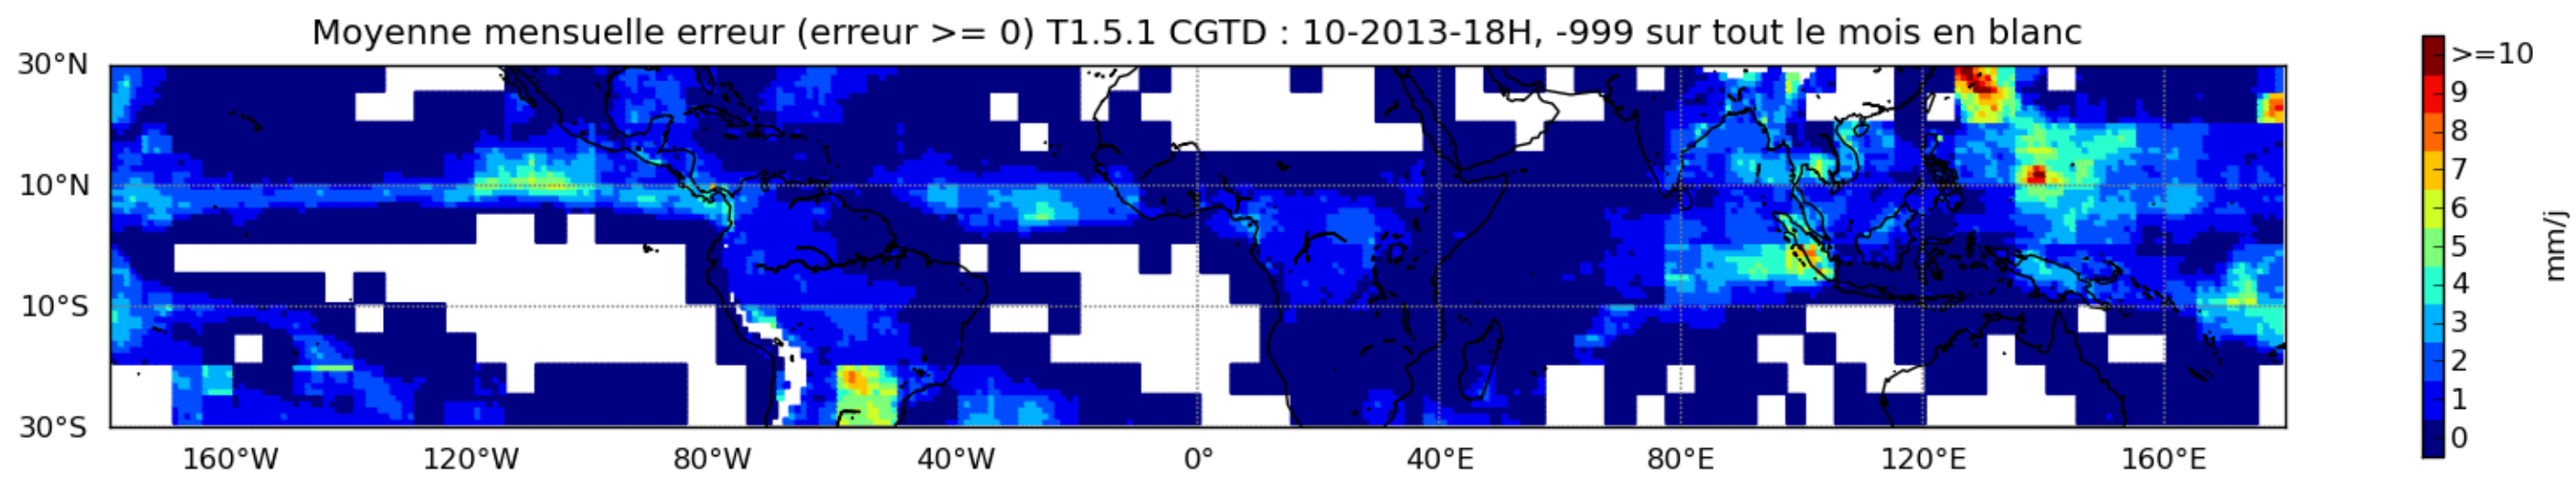 Moyenne mensuelle erreur (erreur >= 0) T1.5.1 CGTD : 10-2013-18H, -999 sur tout le mois en blanc
30°N
10°N
10°S
30°S
160°W 120°W 80°W 40°W 0° 40°E 80°E 120°E 160°E
>=10
9
8
7
6
5
4
3
2
1
0
mm/j